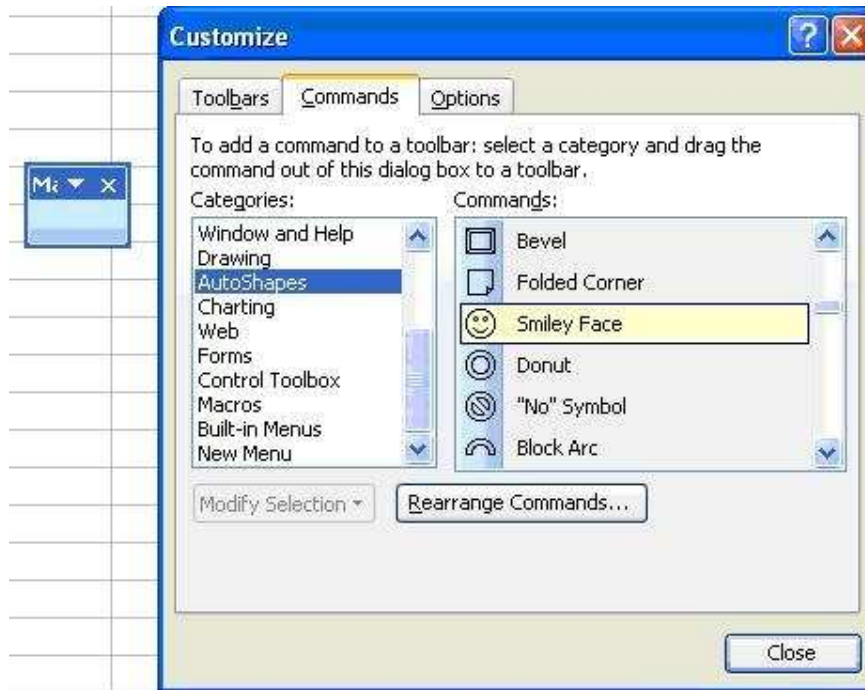 Customize
Toolbars Commands Options
To add a command to a toolbar: select a category and drag the
command out of this dialog box to a toolbar.
Categories:
Commands:
Window and Help
Drawing
AutoShapes
Charting
Web
Forms
Control Toolbox
Macros
Built-in Menus
New Menu
Bevel
Folded Corner
Smiley Face
Donut
"No" Symbol
Block Arc
Modify Selection
Rearrange Commands...
Close